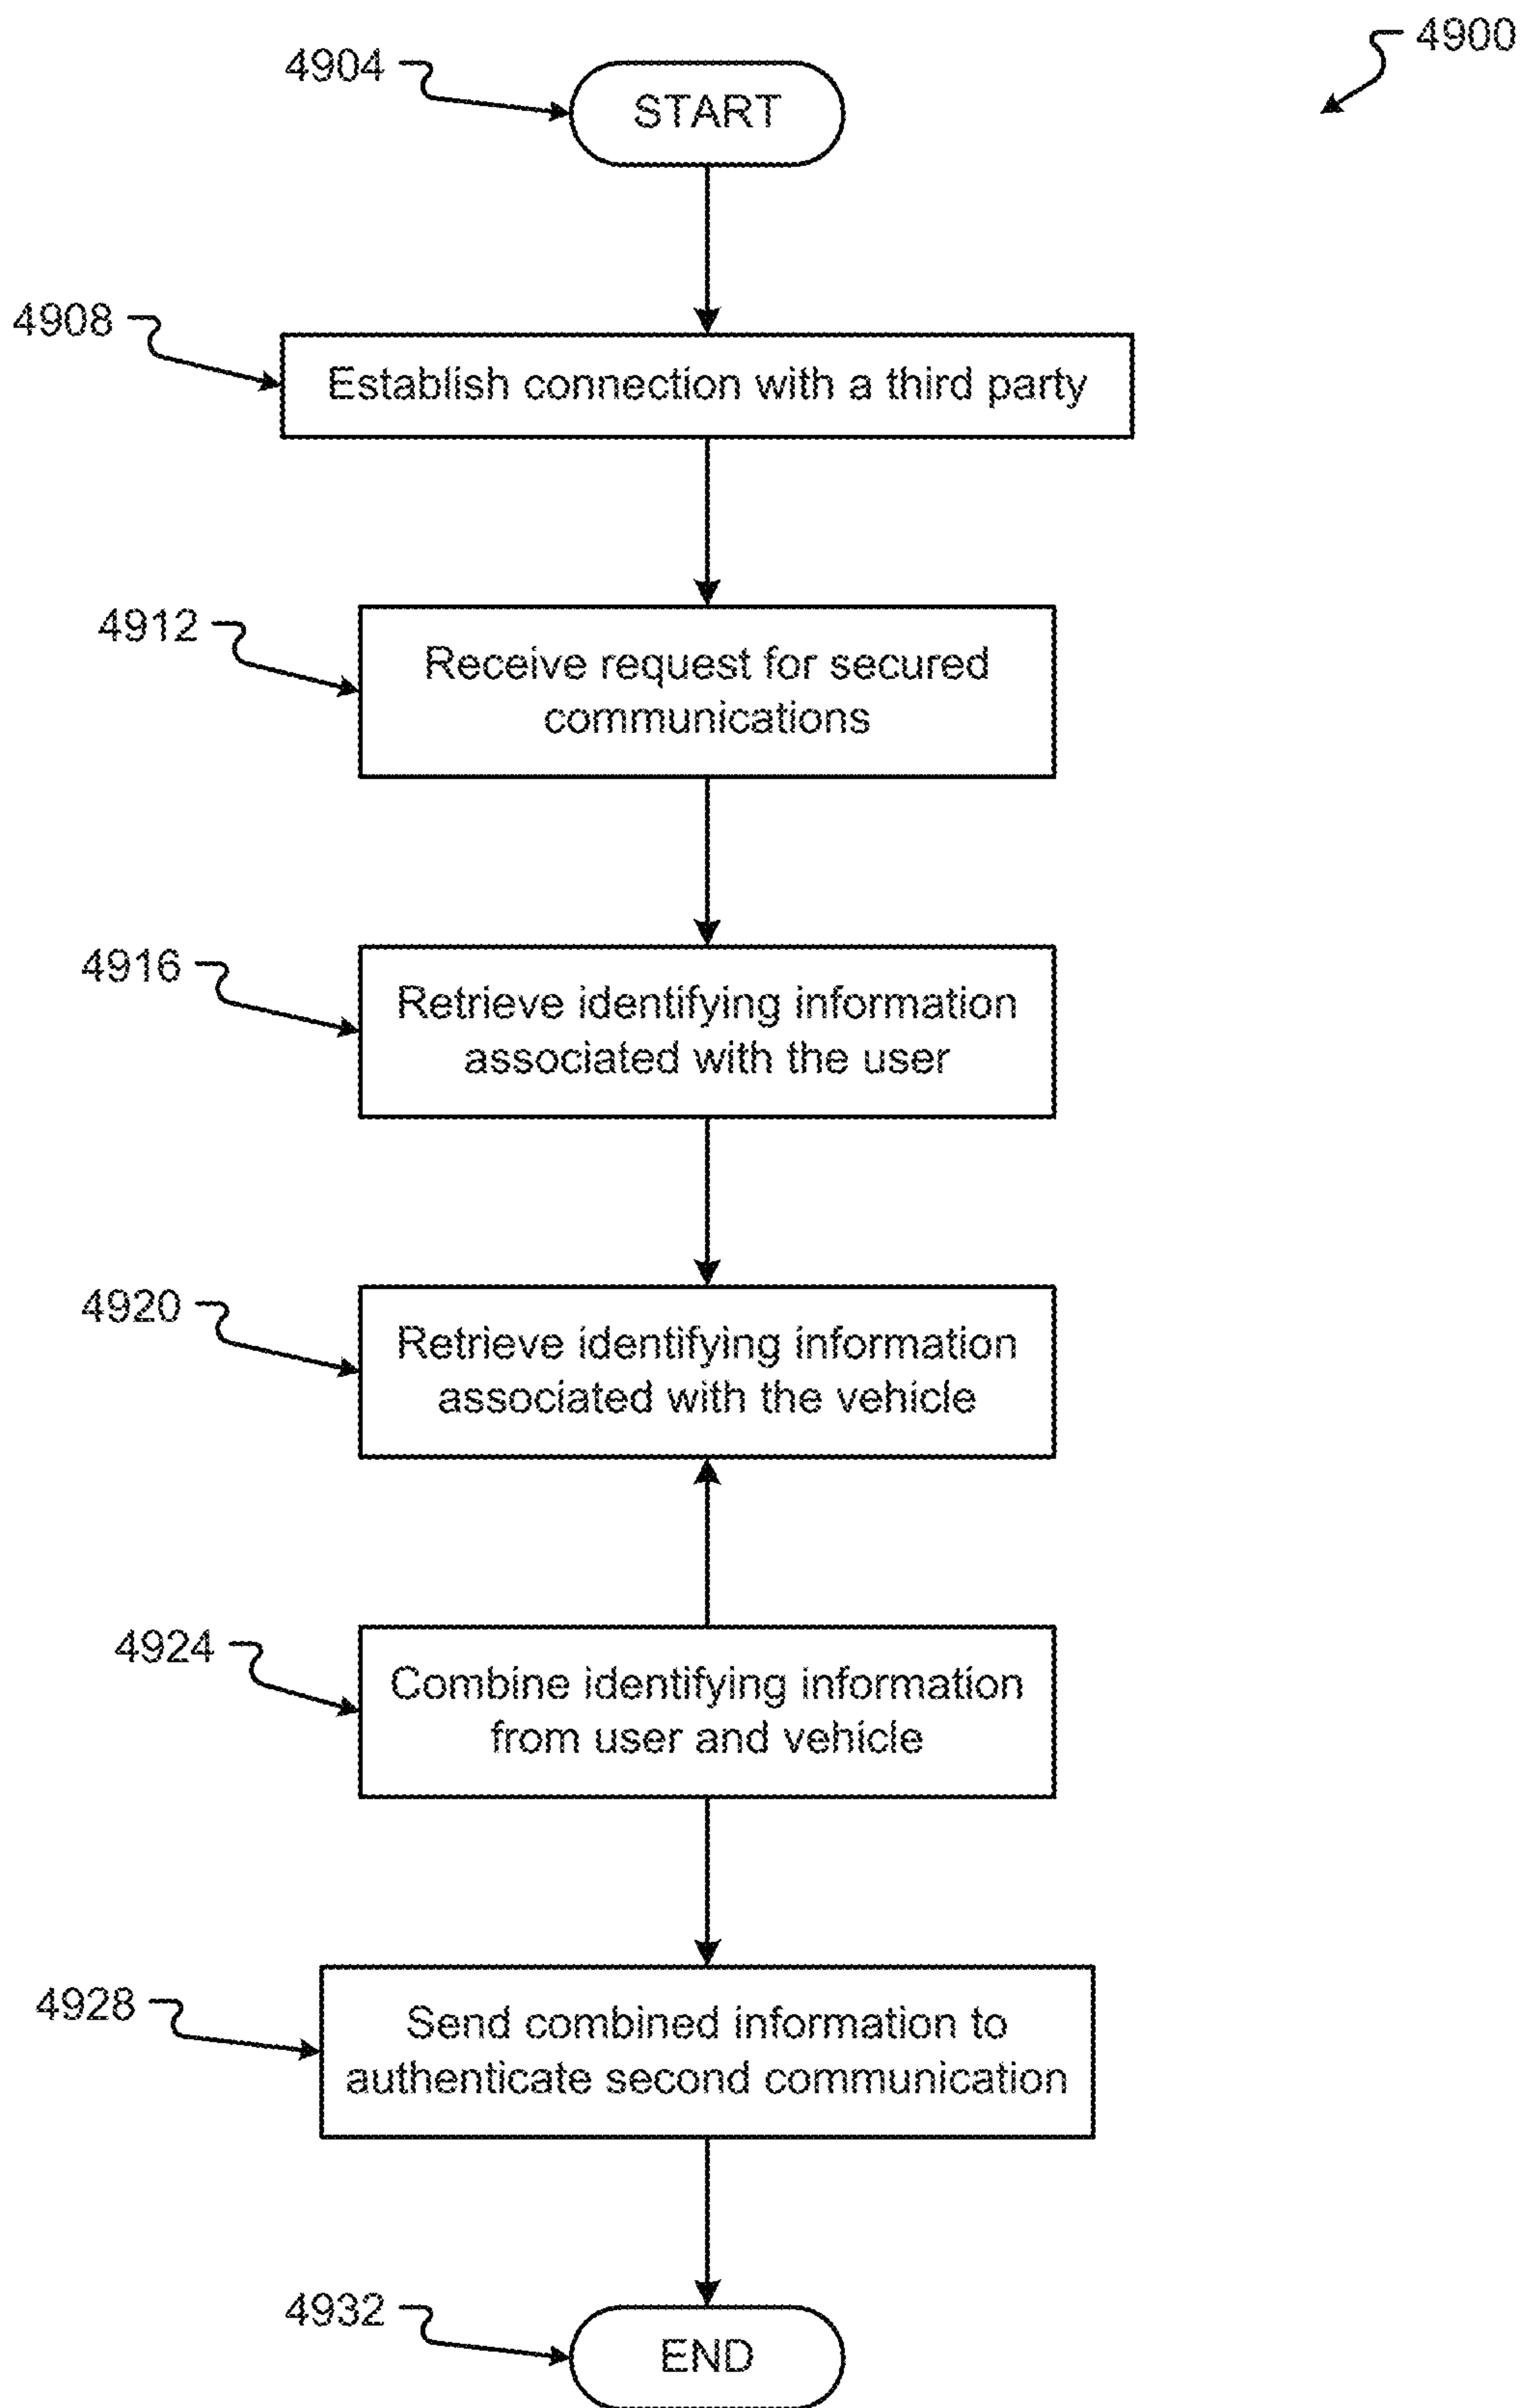 4900
4904
START
4908
Establish connection with a third party
4912
Receive request for secured
communications
4916
Retrieve identifying information
associated with the user
4920
Retrieve identifying information
associated with the vehicle
4924
Combine identifying information
from user and vehicle
4928
Send combined information to
authenticate second communication
4932
END